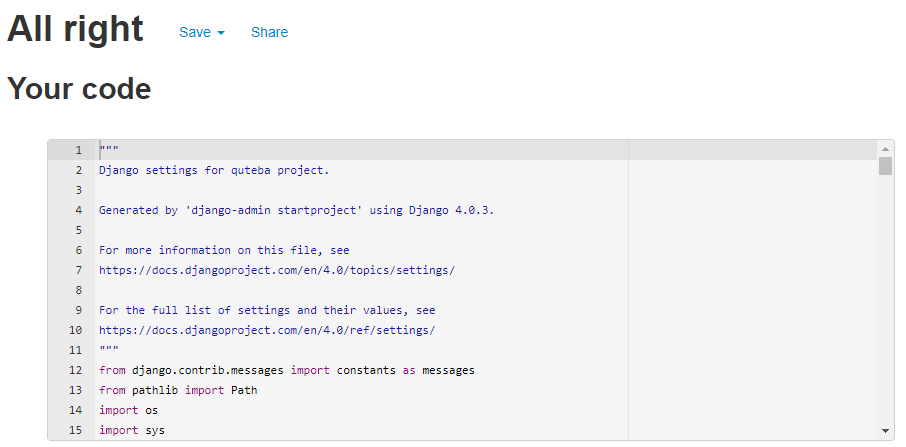 All right Save Share
Your code
1 """
2 Django settings for quteba project.
3
4 Generated by 'django-admin startproject' using Django 4.0.3.
5
6 For more information on this file, see
7 https://docs.djangoproject.com/en/4.0/topics/settings/
8
9 For the full list of settings and their values, see
10 https://docs.djangoproject.com/en/4.0/ref/settings/
11 """
12 from django.contrib.messages import constants as messages
13 from pathlib import Path
14 import os
15 import sys